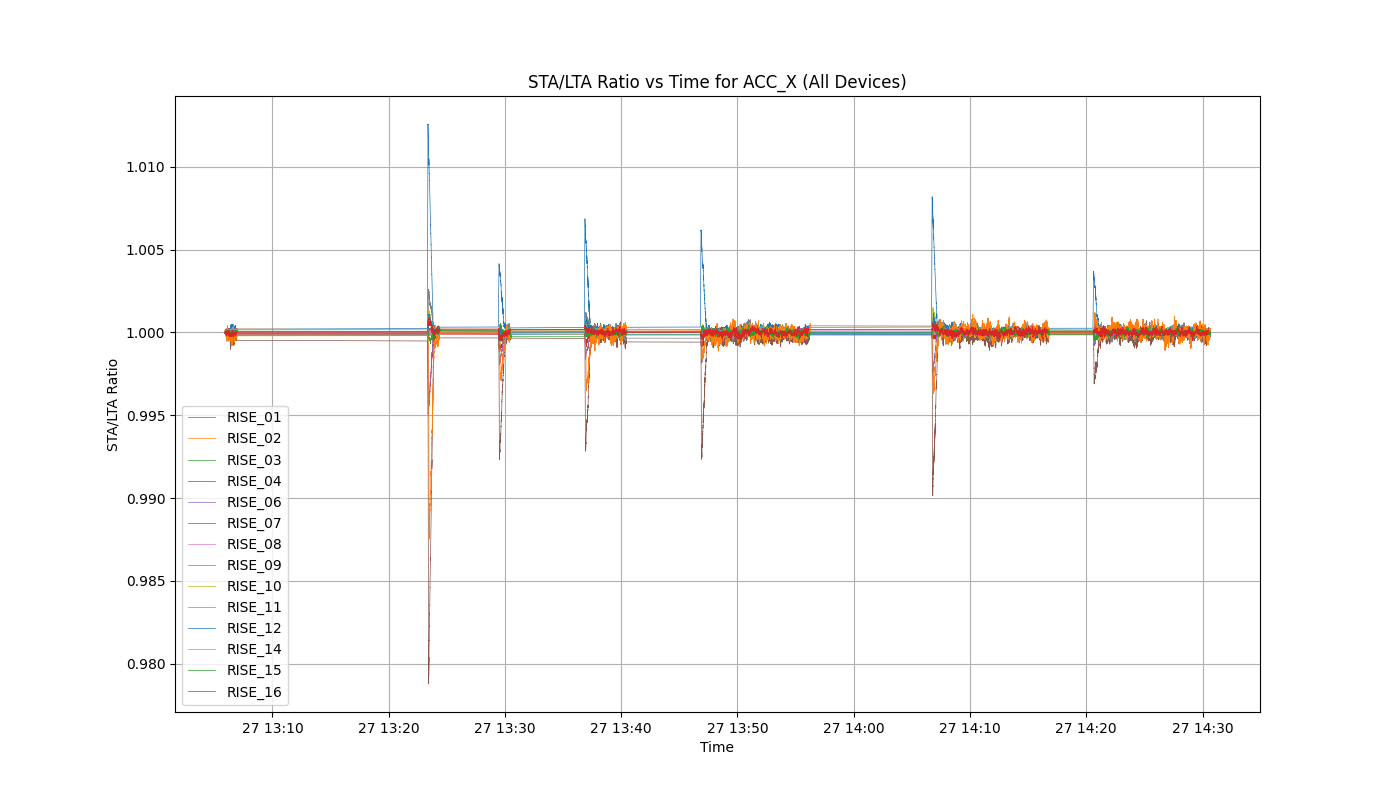 STA/LTA Ratio vs Time for ACC_X (All Devices)
STA/LTA Ratio
1.010
1.005
1.000
0.995
0.990
0.985
0.980
RISE_01
RISE_02
RISE_03
RISE_04
RISE_06
RISE_07
RISE_08
RISE_09
RISE_10
RISE_11
RISE_12
RISE_14
RISE_15
RISE_16
27 13:10 27 13:20 27 13:30 27 13:40 27 13:50 27 14:00 27 14:10 27 14:20 27 14:30
Time